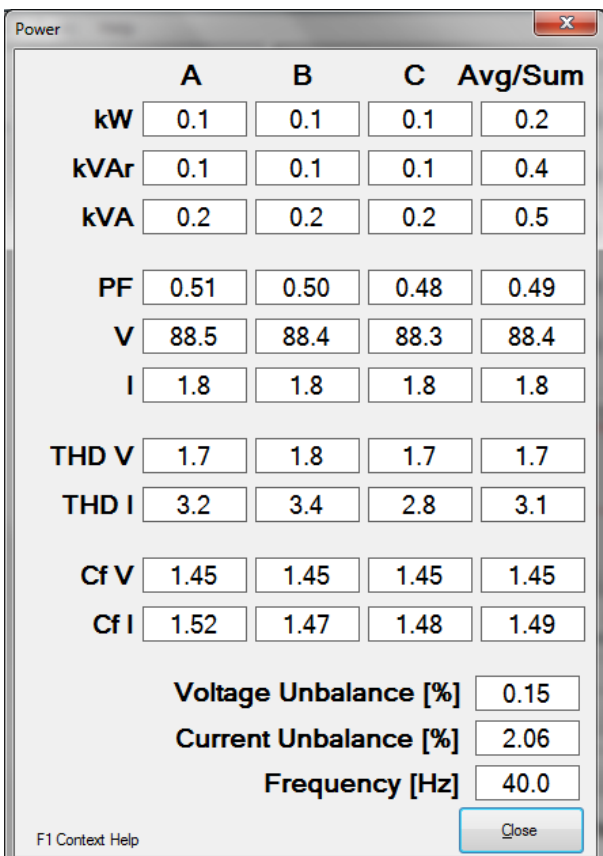 Power
A B C Avg/Sum
kW 0.1 0.1 0.1 0.2
kVAr 0.1 0.1 0.1 0.4
kVA 0.2 0.2 0.2 0.5
PF 0.51 0.50 0.48 0.49
V 88.5 88.4 88.3 88.4
I 1.8 1.8 1.8 1.8
THD V 1.7 1.8 1.7 1.7
THD I 3.2 3.4 2.8 3.1
Cf V 1.45 1.45 1.45 1.45
Cf I 1.52 1.47 1.48 1.49
Voltage Unbalance [%] 0.15
Current Unbalance [%] 2.06
Frequency [Hz] 40.0
F1 Context Help Close